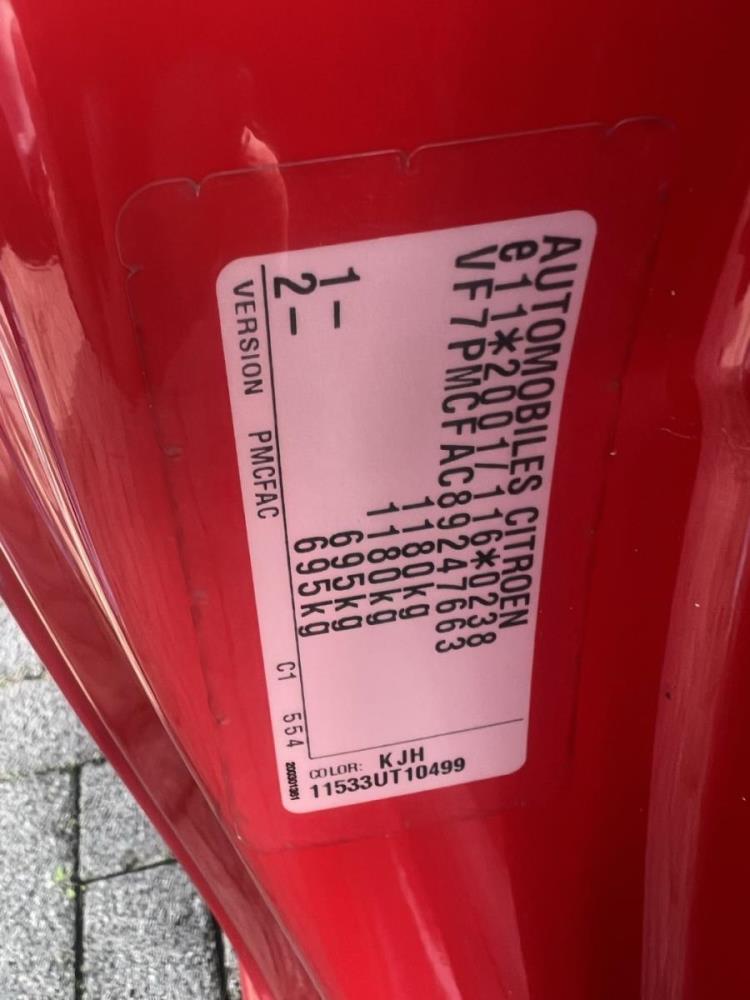 AUTOMOBILES CITROEN
e11*2001/116*0238
VF7PMCFAC89247663
1180kg
1180kg
1- 695kg
2- 695kg
VERSION PMCFAC C1 554
COLOR: KJH
11533UT10499